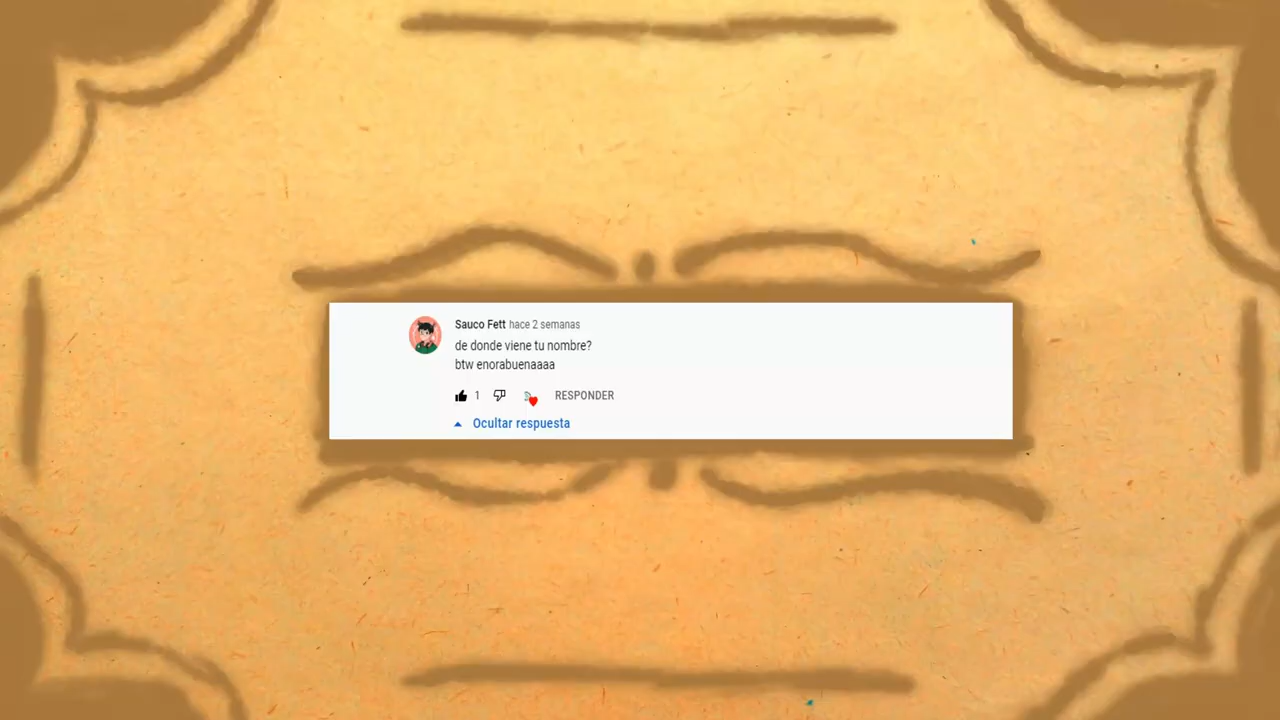 Sauco Fett hace 2 semanas
de donde viene tu nombre?
btw enorabuenaaaa
1 RESPONDER
Ocultar respuesta